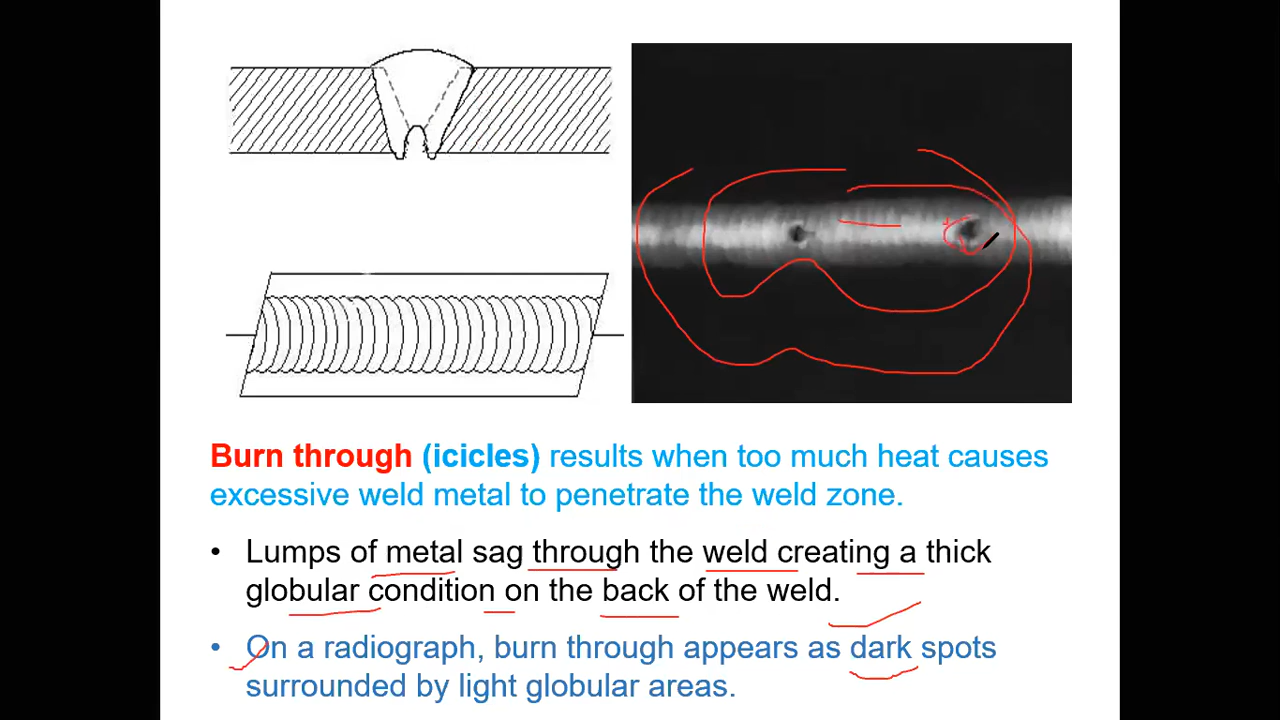 Burn through (icicles) results when too much heat causes
excessive weld metal to penetrate the weld zone.
• Lumps of metal sag through the weld creating a thick
globular condition on the back of the weld.
• On a radiograph, burn through appears as dark spots
surrounded by light globular areas.